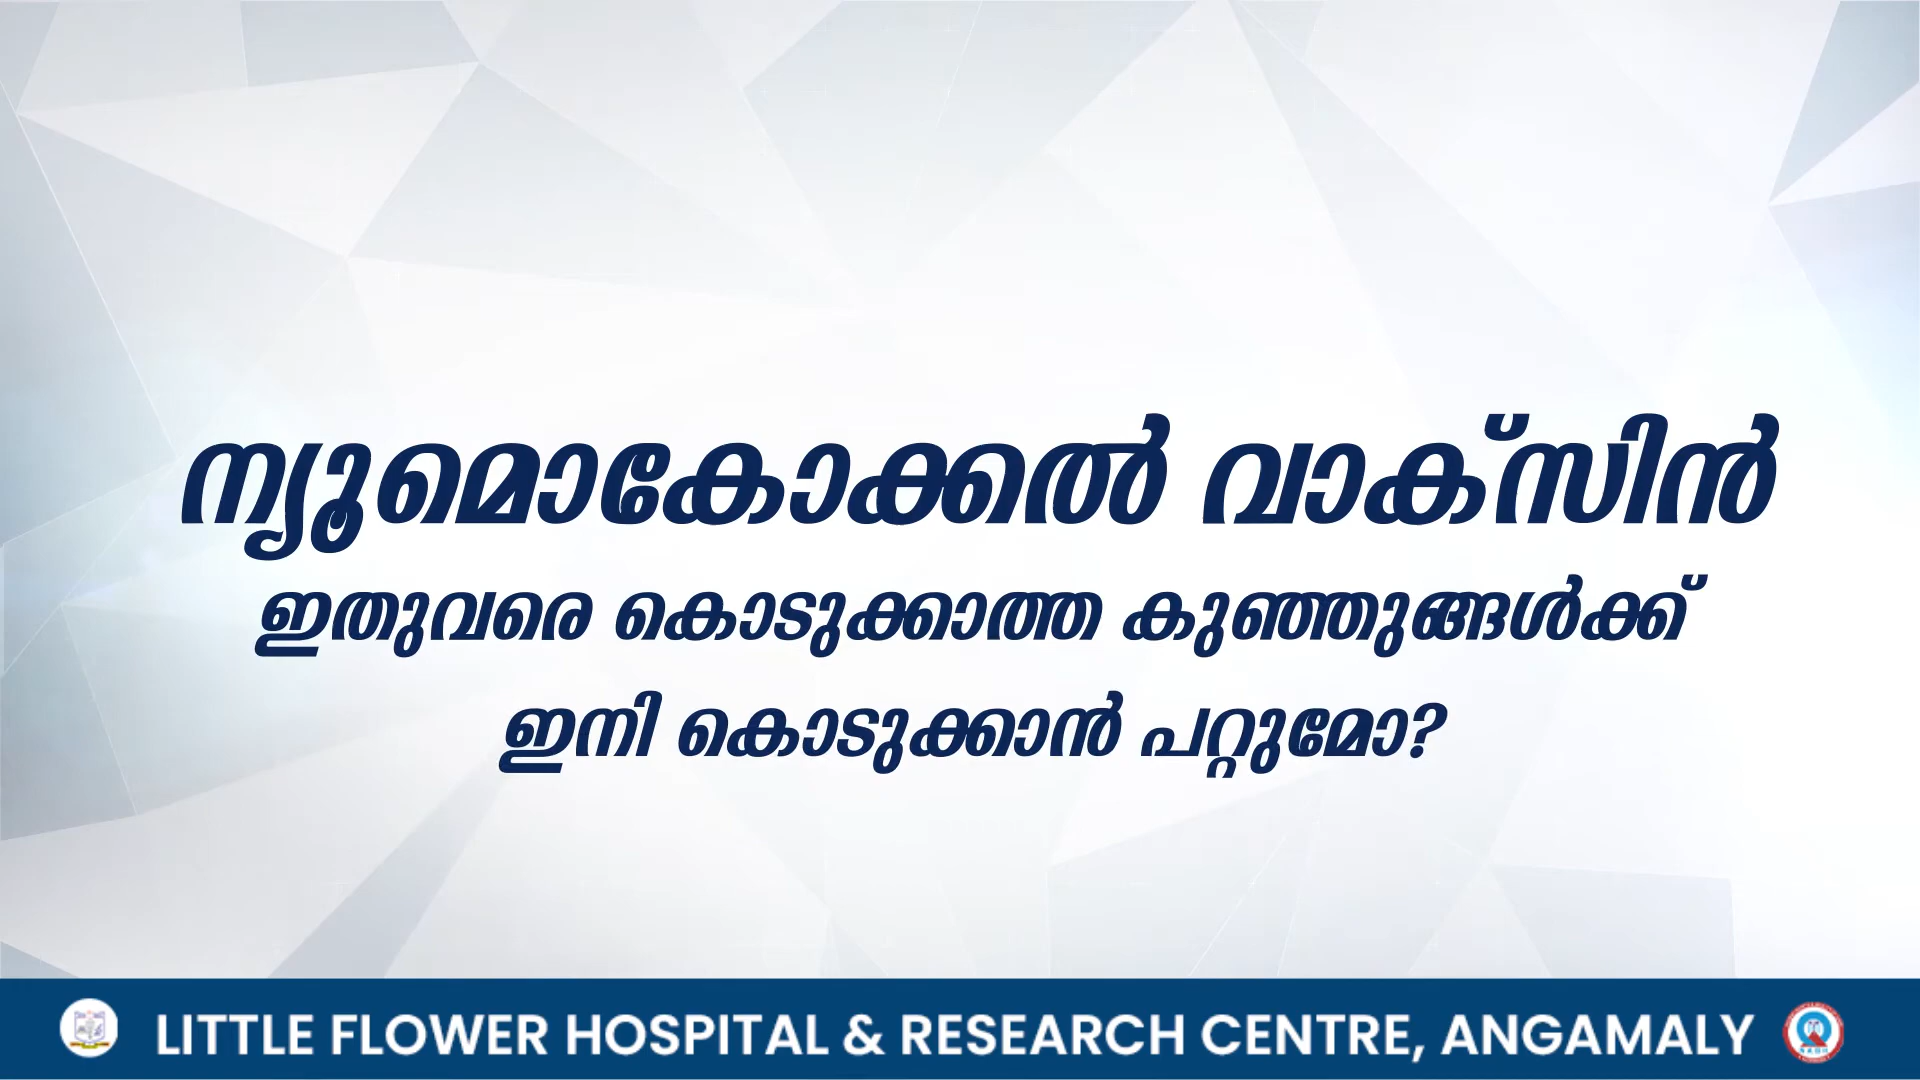 ന്യൂമൊകോക്കൽ വാക്സിൻ
ഇതുവരെ കൊടുക്കാത്ത കുഞ്ഞുങ്ങൾക്ക്
ഇനി കൊടുക്കാൻ പറ്റുമോ?
LITTLE FLOWER HOSPITAL & RESEARCH CENTRE, ANGAMALY